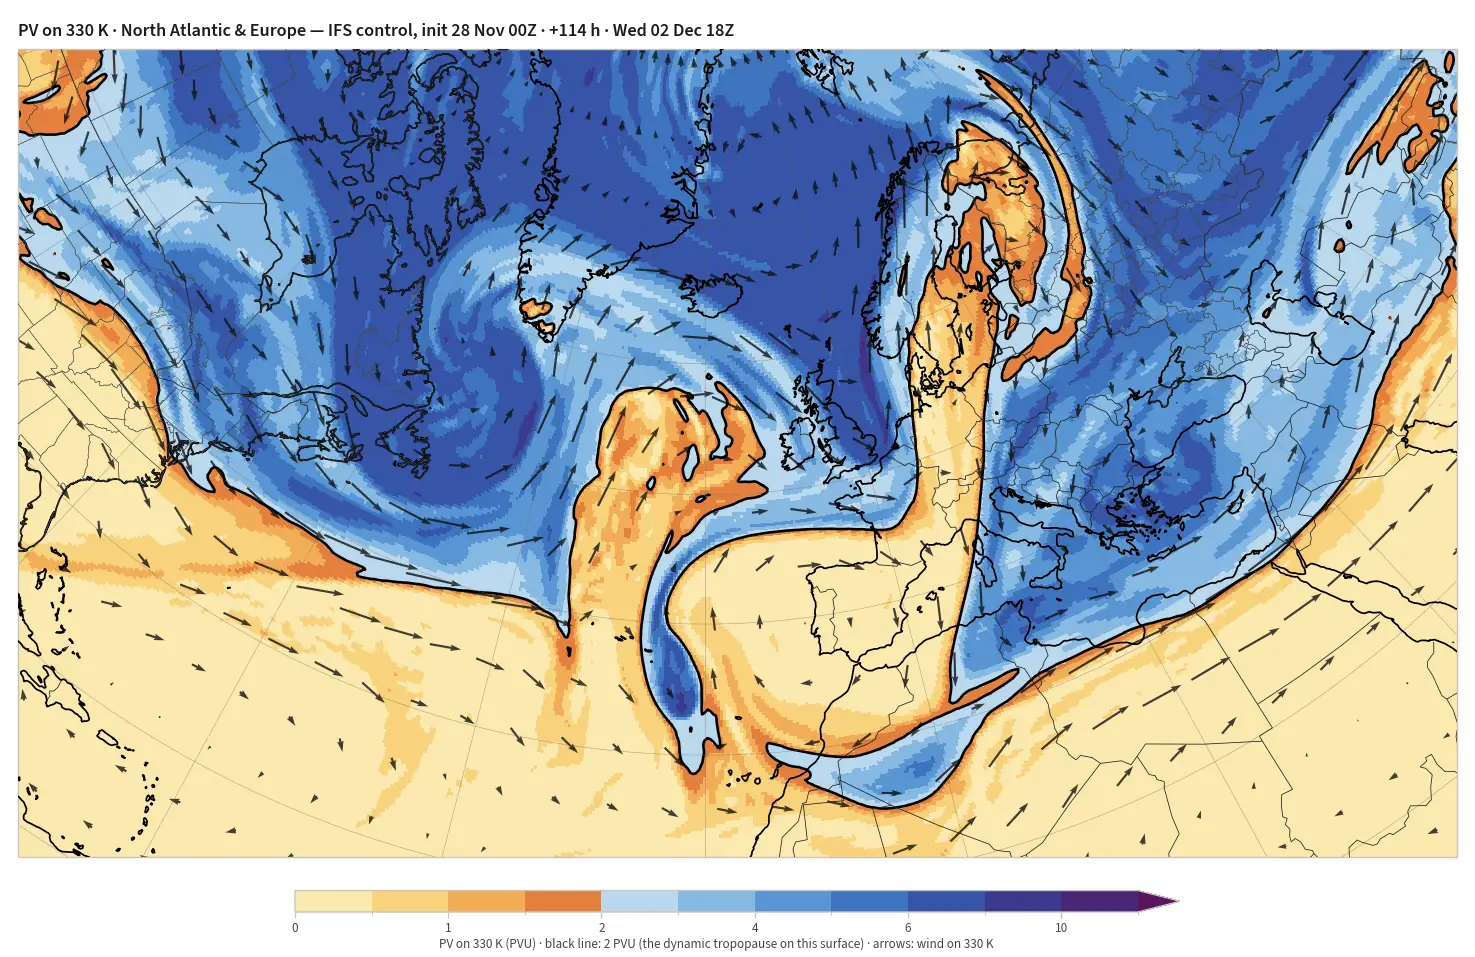 PV on 330 K · North Atlantic & Europe — IFS control, init 28 Nov 00Z · +114 h · Wed 02 Dec 18Z
0 1 2 4 6 10
PV on 330 K (PVU) · black line: 2 PVU (the dynamic tropopause on this surface) · arrows: wind on 330 K